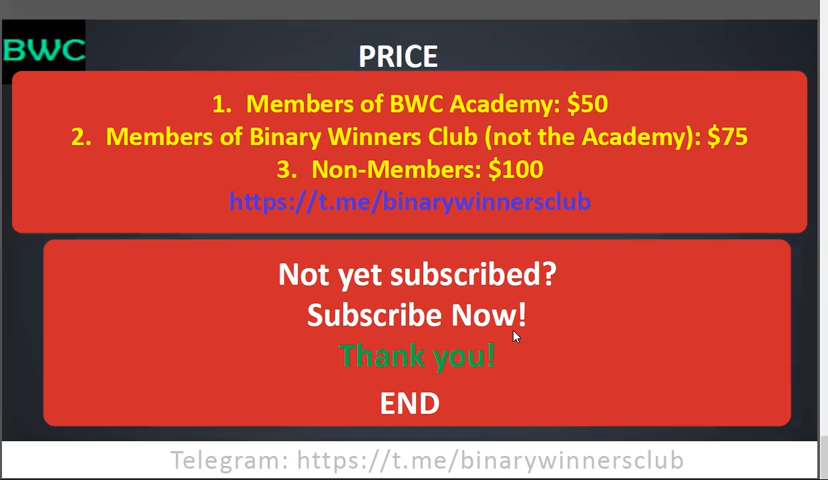 BWC
PRICE
1. Members of BWC Academy: $50
2. Members of Binary Winners Club (not the Academy): $75
3. Non-Members: $100
https://t.me/binarywinnersclub
Not yet subscribed?
Subscribe Now!
Thank you!
END
Telegram: https://t.me/binarywinnersclub